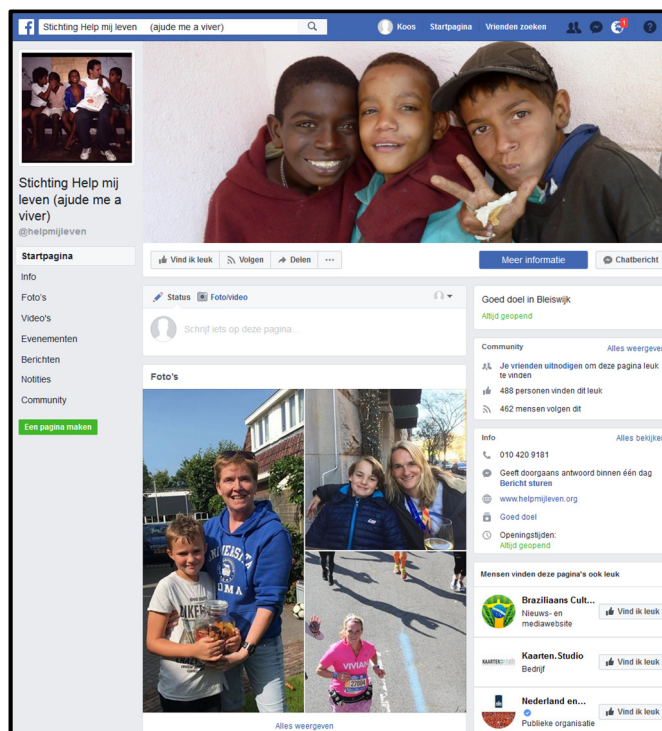 Stichting Help mij leven (ajude me a viver)
Koos Startpagina Vrienden zoeken
1
Stichting Help mij
leven (ajude me a
viver)
@helpmijleven
Startpagina
Info
Foto's
Video's
Evenementen
Berichten
Notities
Community
Een pagina maken
Vind ik leuk Volgen Delen ...
Meer informatie Chatbericht
Status Foto/video
Schrijf iets op deze pagina...
Foto's
UNIVERSITA
ROMA
VIVIAN
Alles weergeven
Goed doel in Bleiswijk
Altijd geopend
Community Alles weergeven
Je vrienden uitnodigen om deze pagina leuk
te vinden
488 personen vinden dit leuk
462 mensen volgen dit
Info Alles bekijken
010 420 9181
Geeft doorgaans antwoord binnen één dag
Bericht sturen
www.helpmijleven.org
Goed doel
Openingstijden:
Altijd geopend
Mensen vinden deze pagina's ook leuk
Braziliaans Cult...
Nieuws- en
mediawebsite
Vind ik leuk
Kaarten.Studio
Bedrijf
Vind ik leuk
Nederland en...
Publieke organisatie
Vind ik leuk